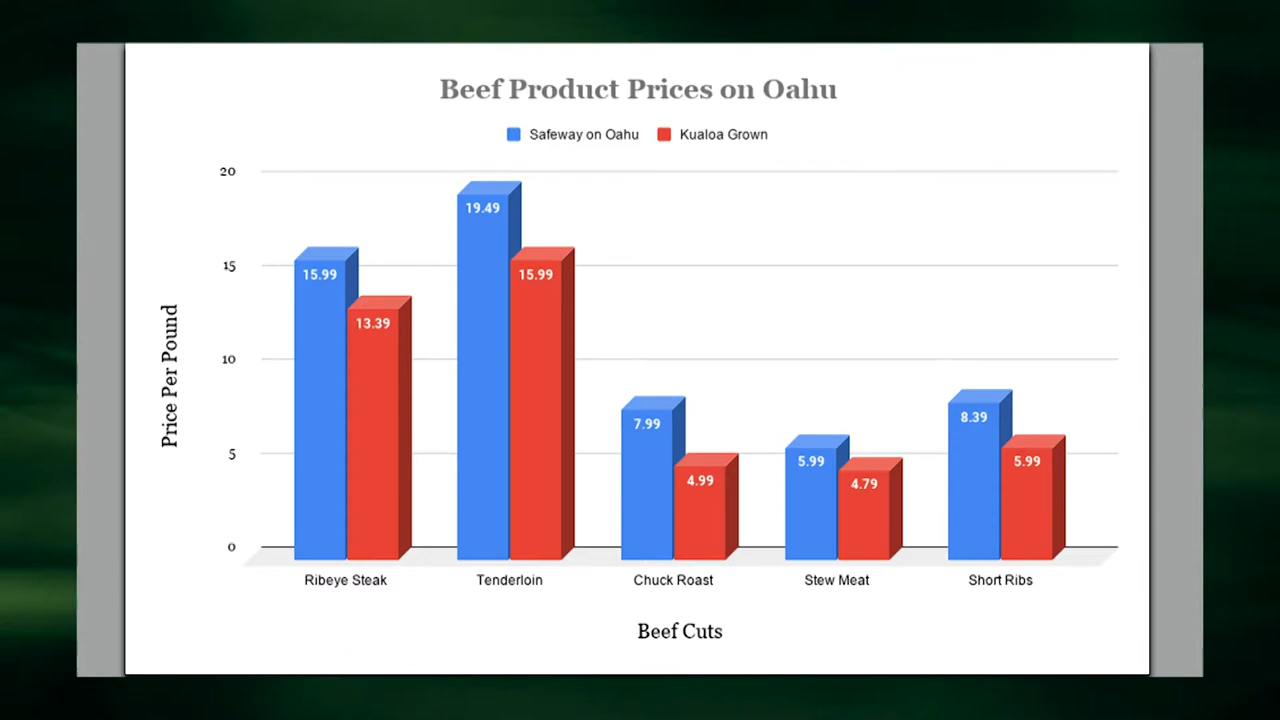 Beef Product Prices on Oahu
Safeway on Oahu Kualoa Grown
20
15
10
5
0
Price Per Pound
15.99 13.39 19.49 15.99 7.99 4.99 5.99 4.79 8.39 5.99
Ribeye Steak Tenderloin Chuck Roast Stew Meat Short Ribs
Beef Cuts